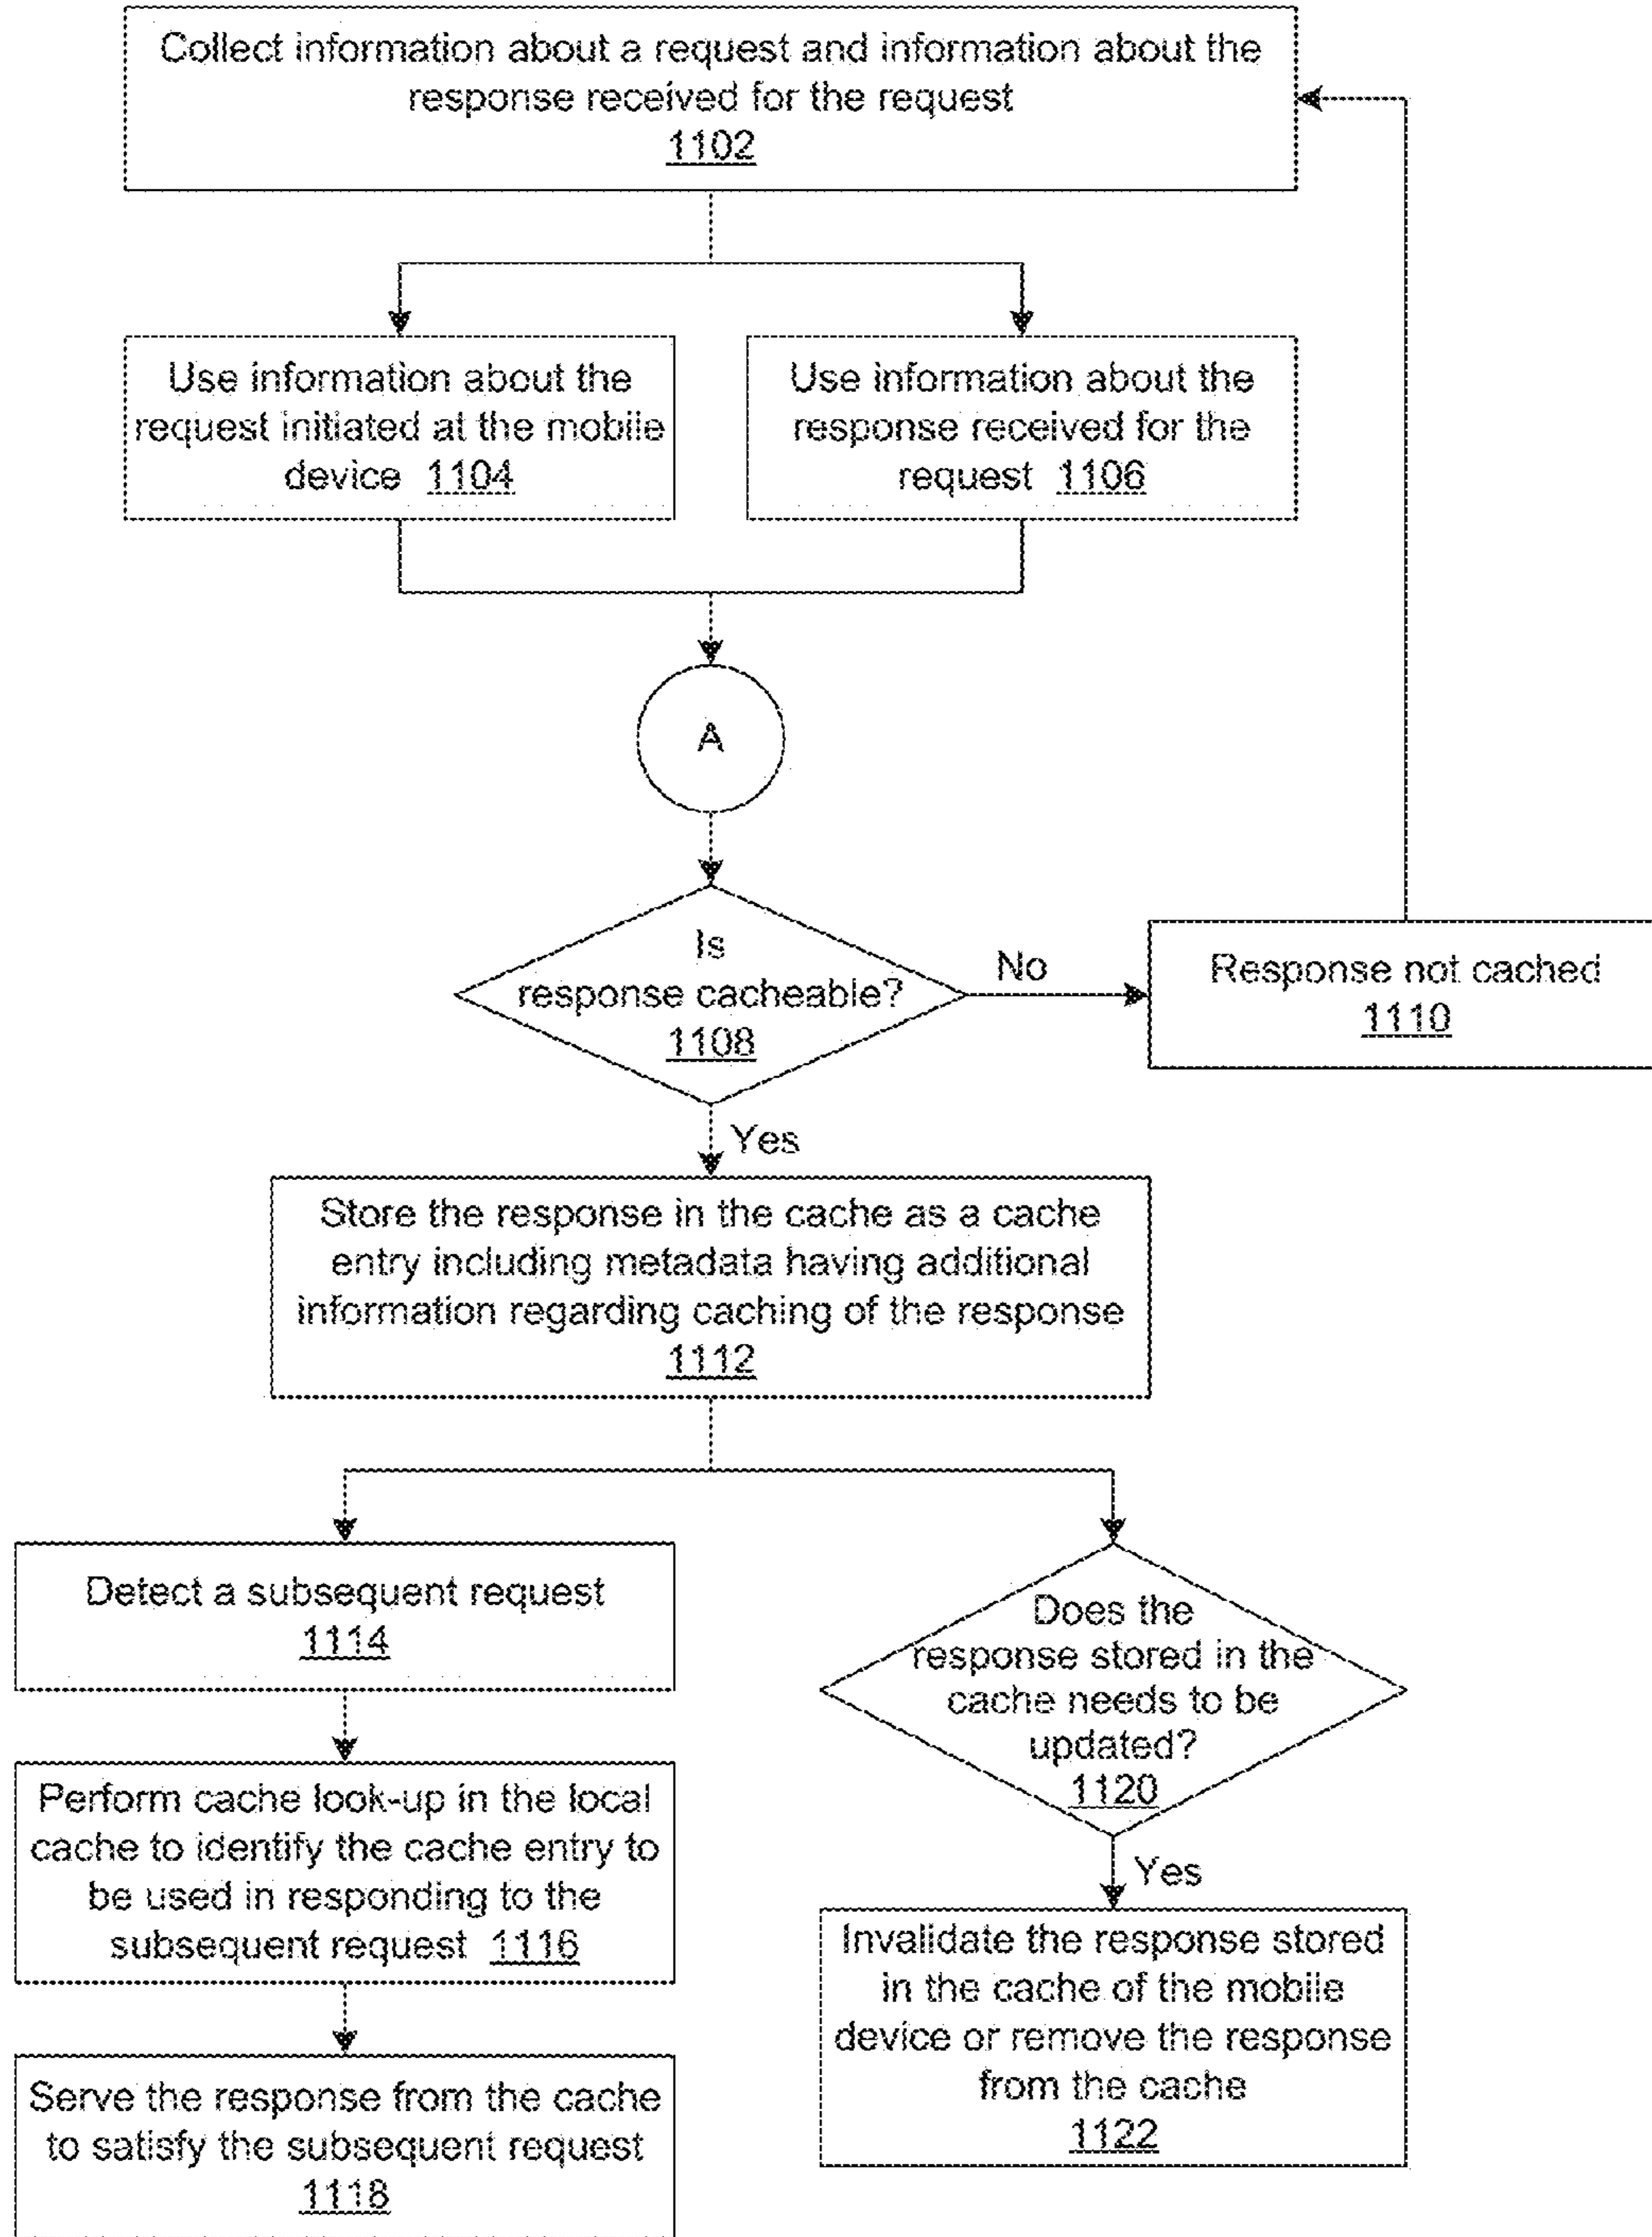 Collect information about a request and information about the
response received for the request
1102
Use information about the
request initiated at the mobile
device 1104
Use information about the
response received for the
request 1106
A
Is
response cacheable?
1108
No
Response not cached
1110
Yes
Store the response in the cache as a cache
entry including metadata having additional
information regarding caching of the response
1112
Detect a subsequent request
1114
Perform cache look-up in the local
cache to identify the cache entry to
be used in responding to the
subsequent request 1116
Serve the response from the cache
to satisfy the subsequent request
1118
Does the
response stored in the
cache needs to be
updated?
1120
Yes
Invalidate the response stored
in the cache of the mobile
device or remove the response
from the cache
1122